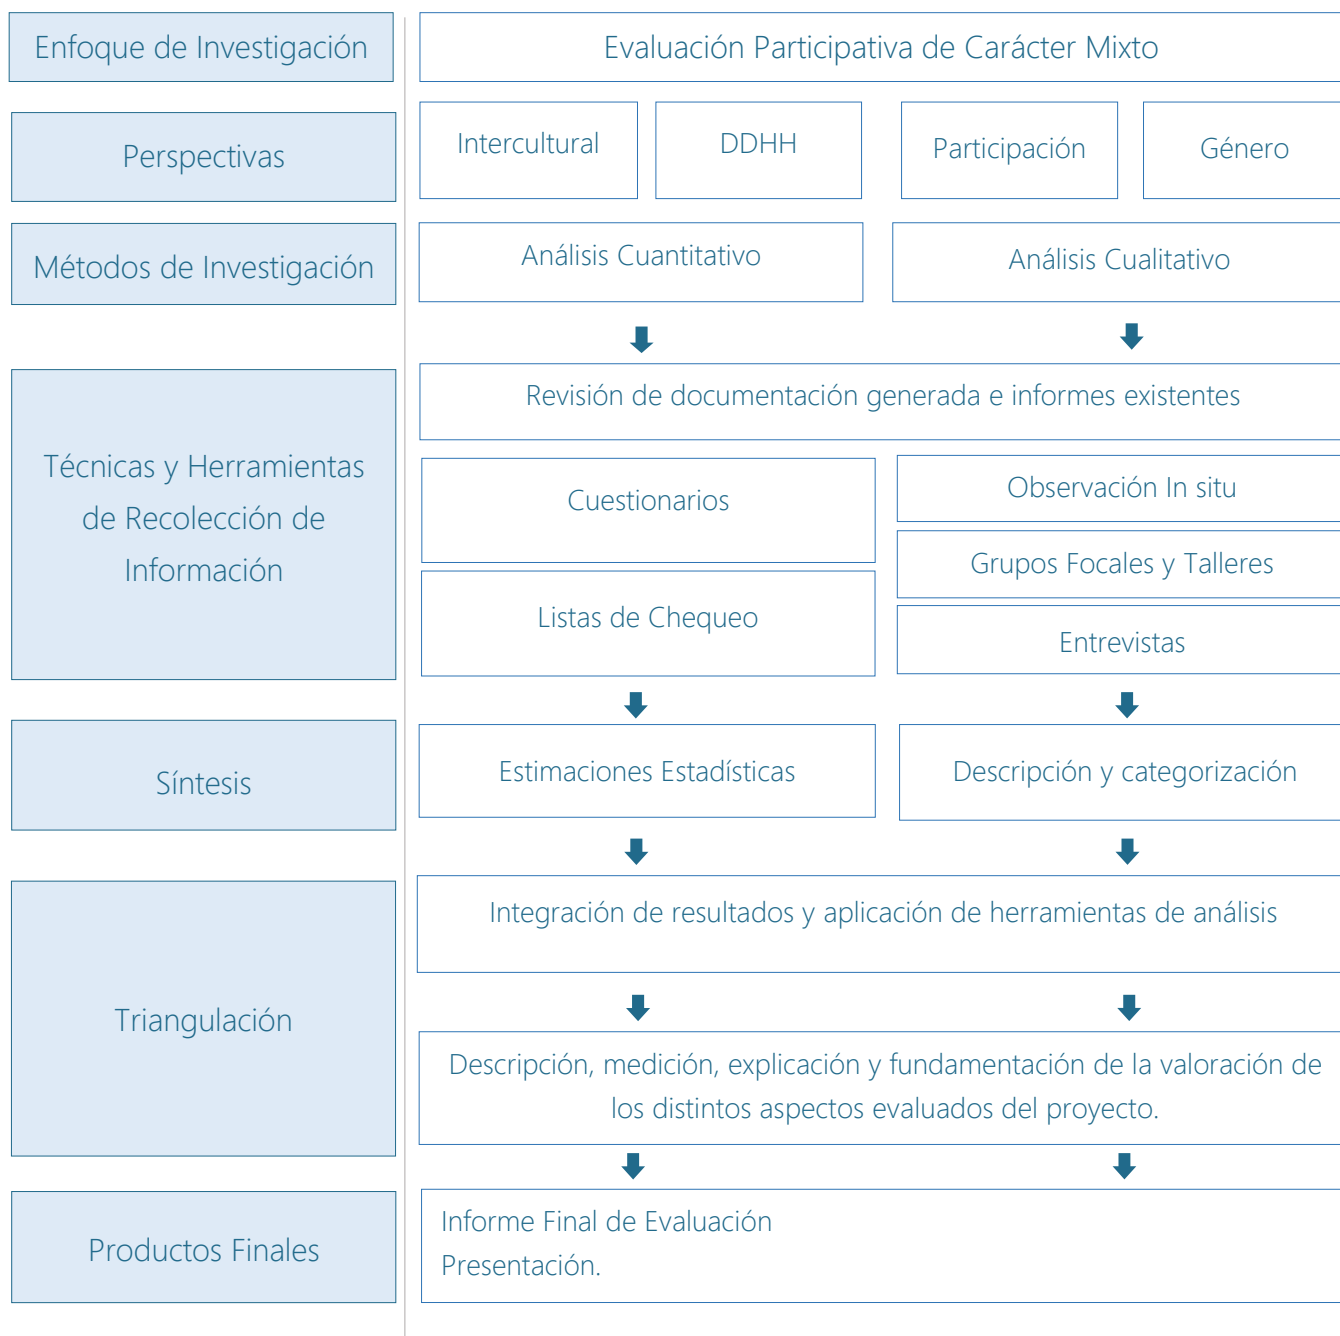 Enfoque de Investigación
Evaluación Participativa de Carácter Mixto
Perspectivas
Intercultural
DDHH
Participación
Género
Métodos de Investigación
Análisis Cuantitativo
Análisis Cualitativo
Técnicas y Herramientas
de Recolección de
Información
Revisión de documentación generada e informes existentes
Cuestionarios
Listas de Chequeo
Observación In situ
Grupos Focales y Talleres
Entrevistas
Síntesis
Estimaciones Estadísticas
Descripción y categorización
Triangulación
Integración de resultados y aplicación de herramientas de análisis
Descripción, medición, explicación y fundamentación de la valoración de
los distintos aspectos evaluados del proyecto.
Productos Finales
Informe Final de Evaluación
Presentación.